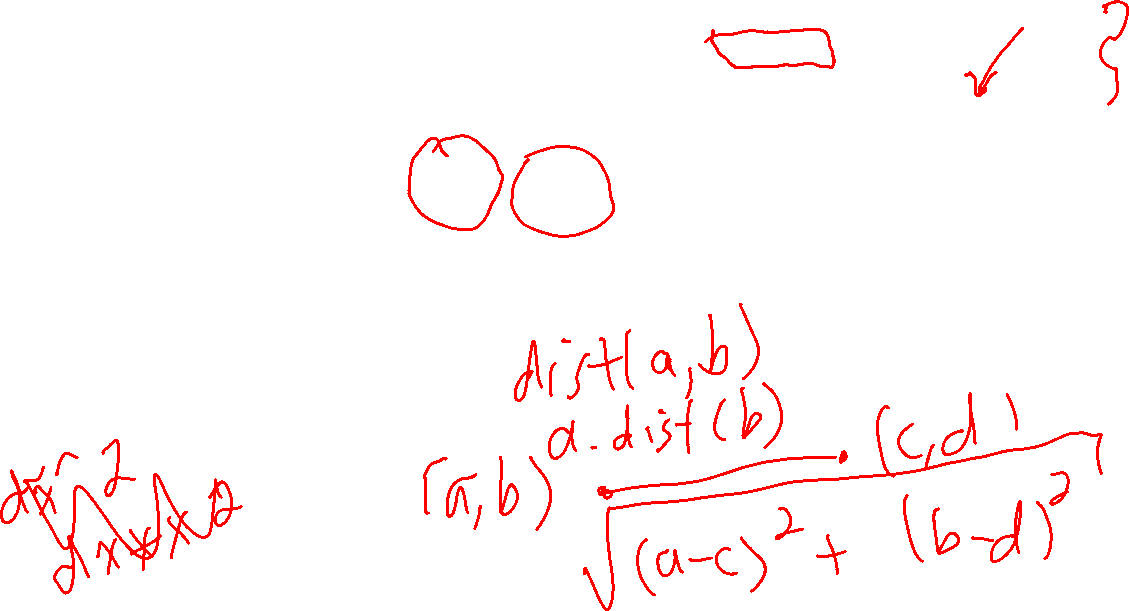 }
dist(a,b)
a.dist(b)
(a,b) (c,d)
√(a-c)²+(b-d)²